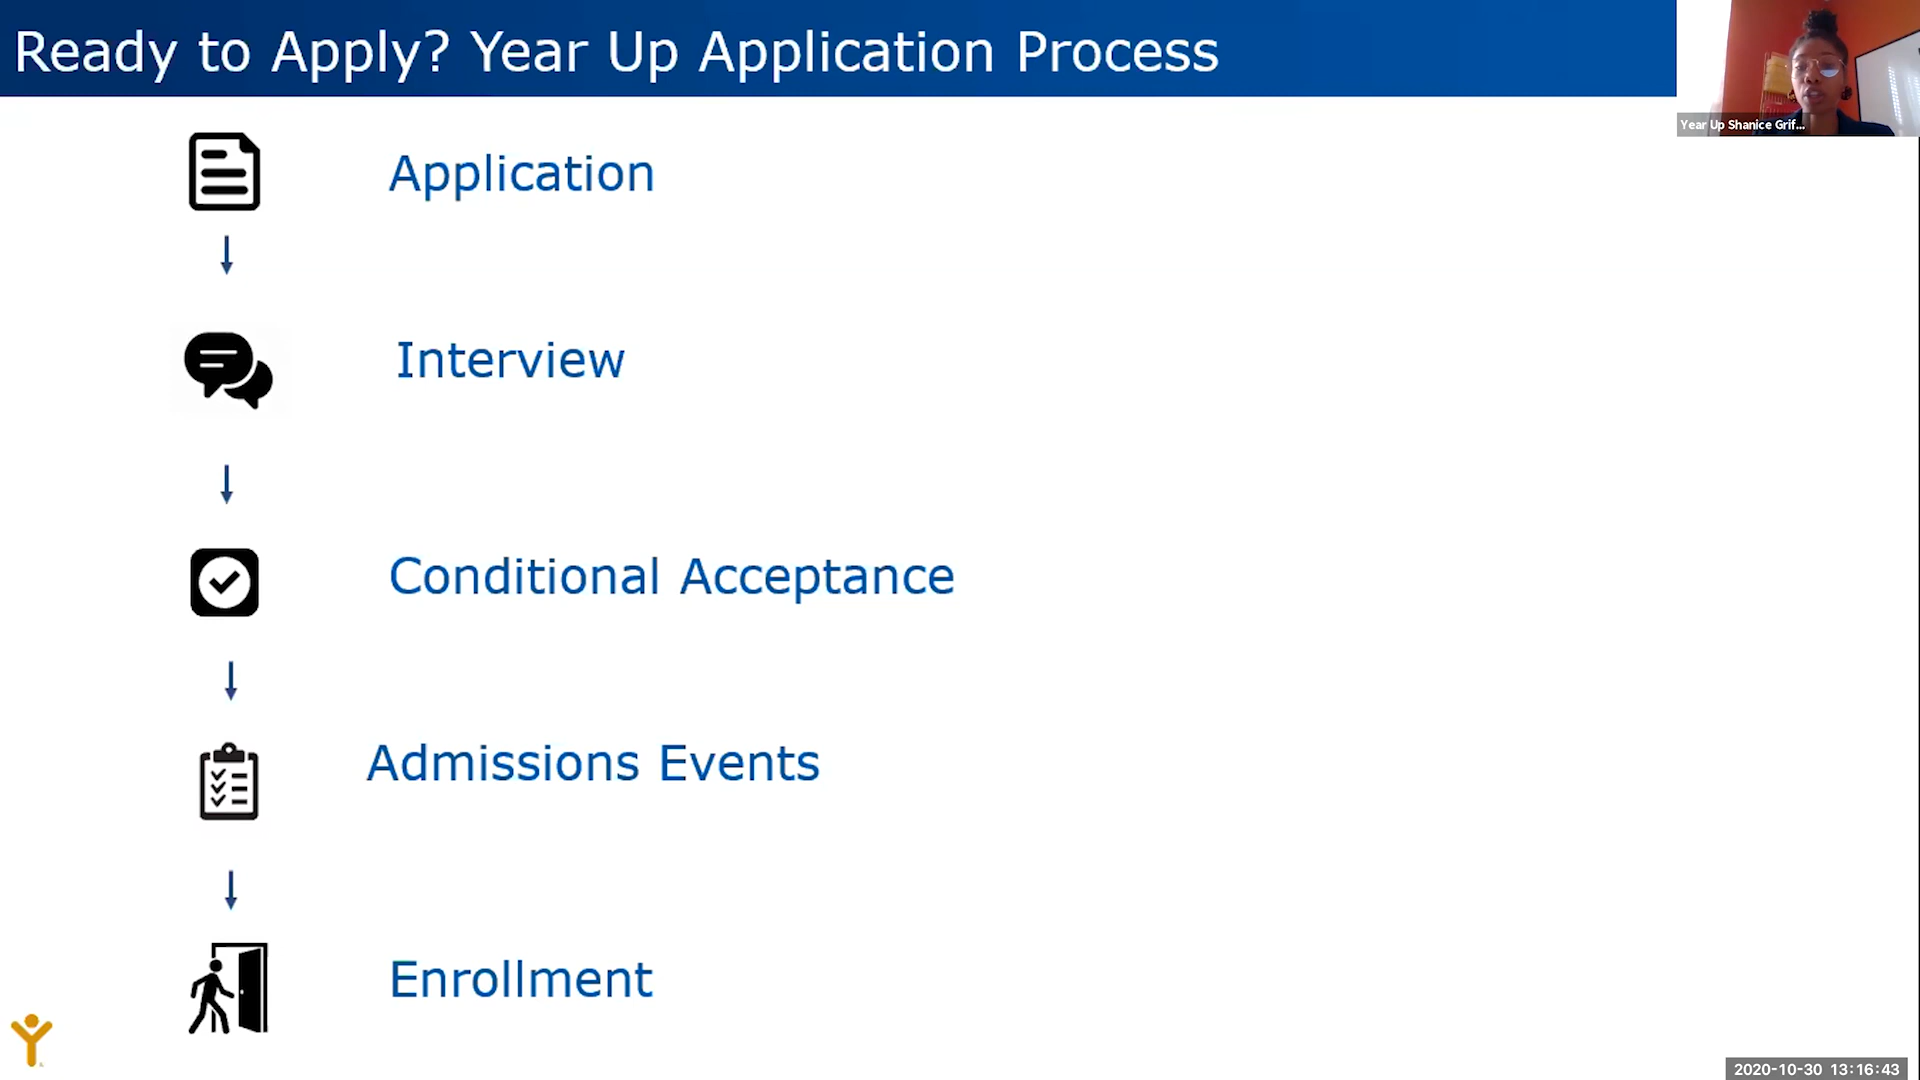 Ready to Apply? Year Up Application Process
Year Up Shanice Grif...
Application
Interview
Conditional Acceptance
Admissions Events
Enrollment
2020-10-30 13:16:43